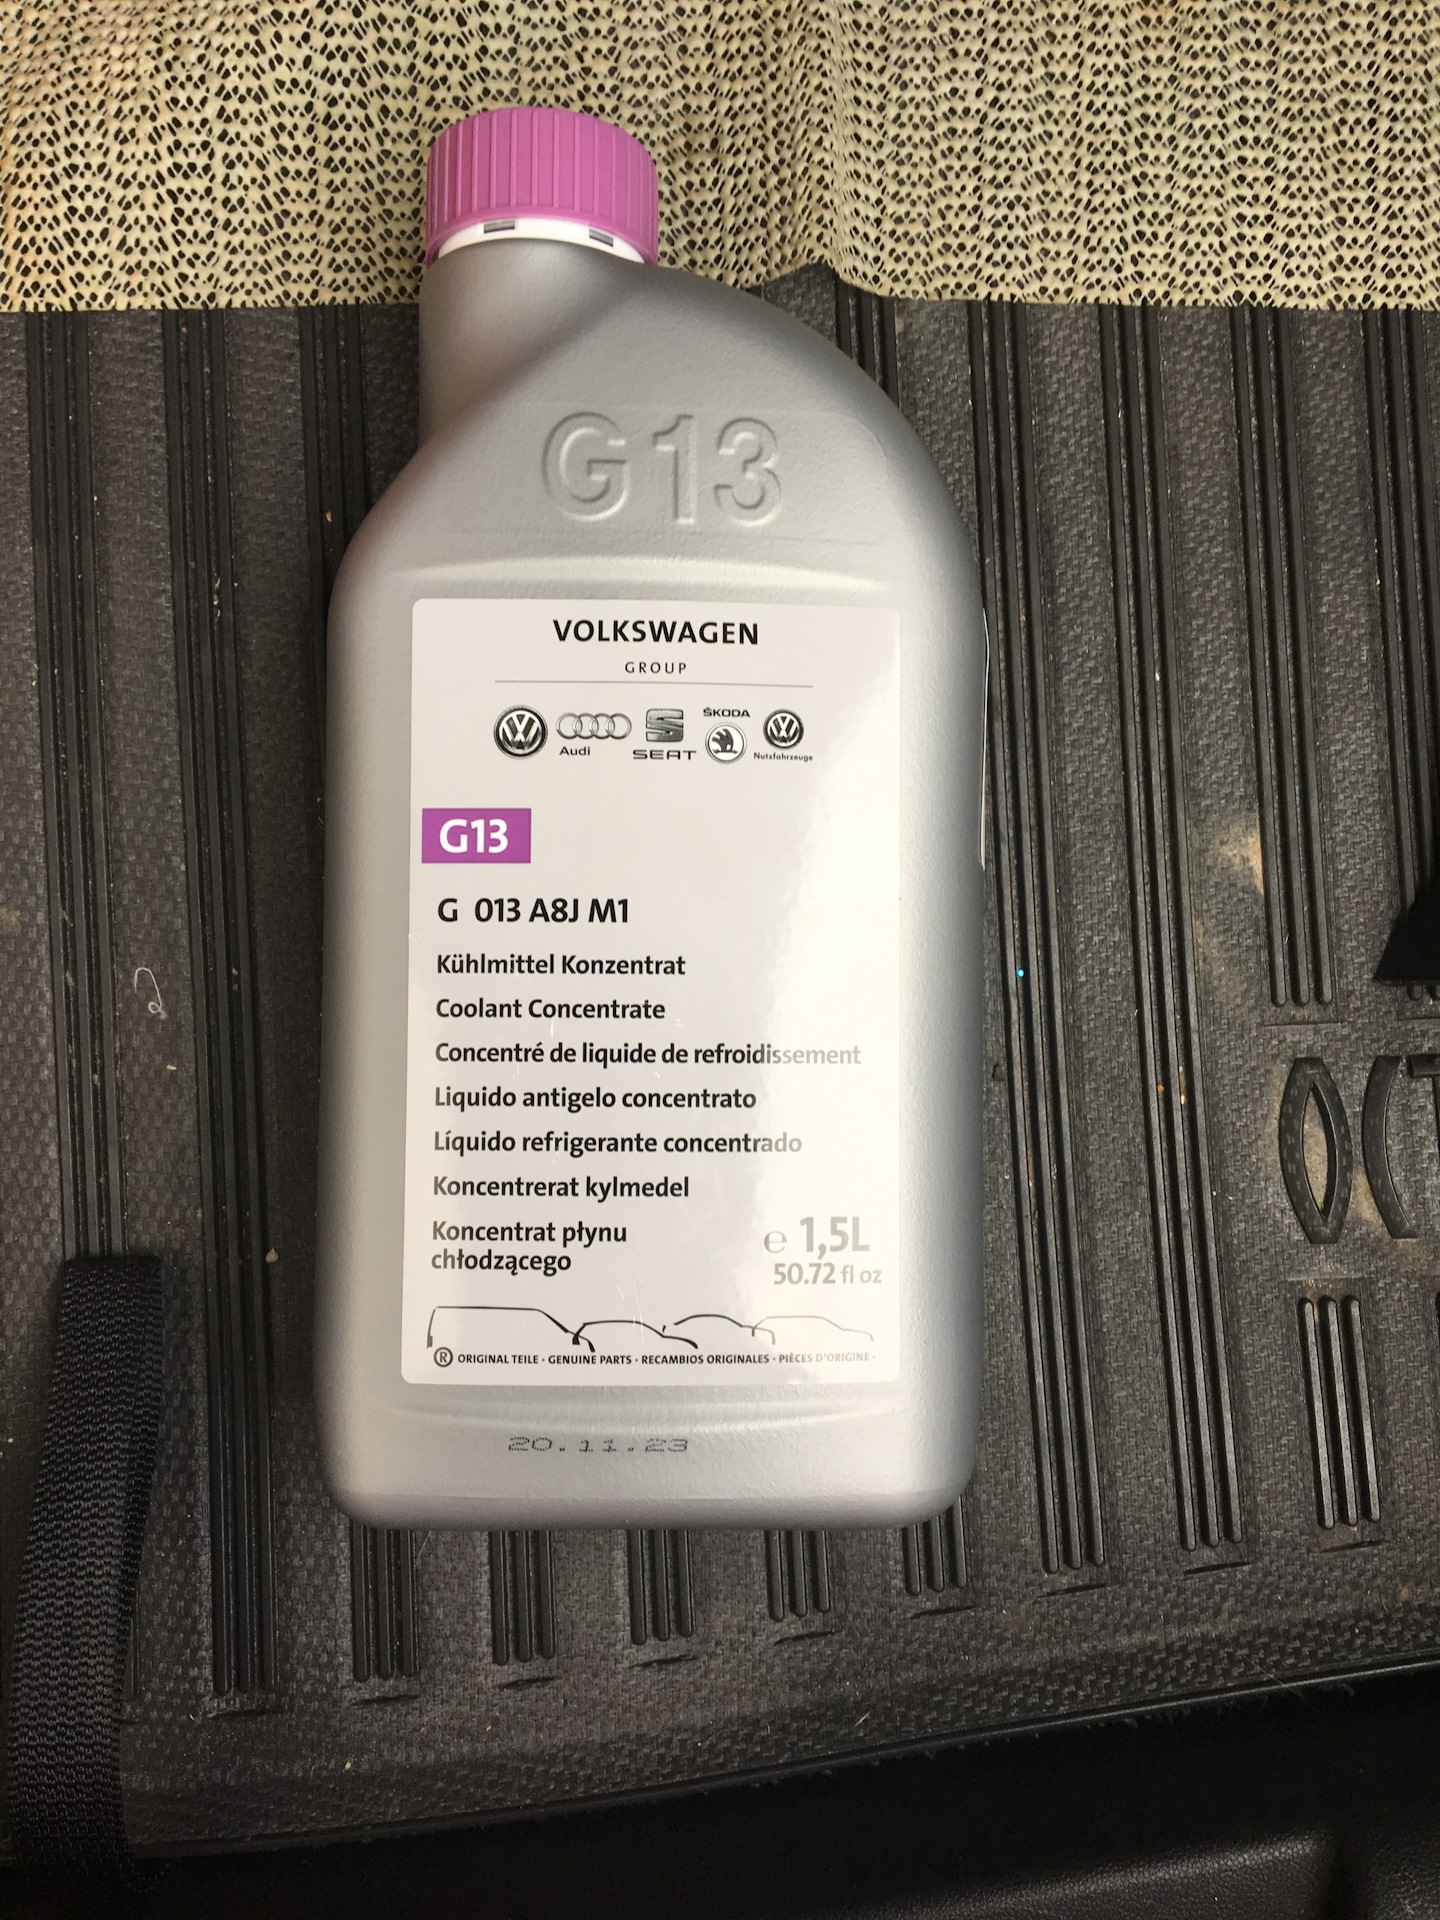 G13
VOLKSWAGEN
GROUP
Audi
SEAT
ŠKODA
Nutzfahrzeuge
G13
G 013 A8J M1
Kühlmittel Konzentrat
Coolant Concentrate
Concentré de liquide de refroidissement
Liquido antigelo concentrato
Líquido refrigerante concentrado
Koncentrerat kylmedel
Koncentrat płynu
chłodzącego
e 1,5L
50.72 fl oz
® ORIGINAL TEILE · GENUINE PARTS · RECAMBIOS ORIGINALES · PIÈCES D'ORIGINE ·
20.11.23